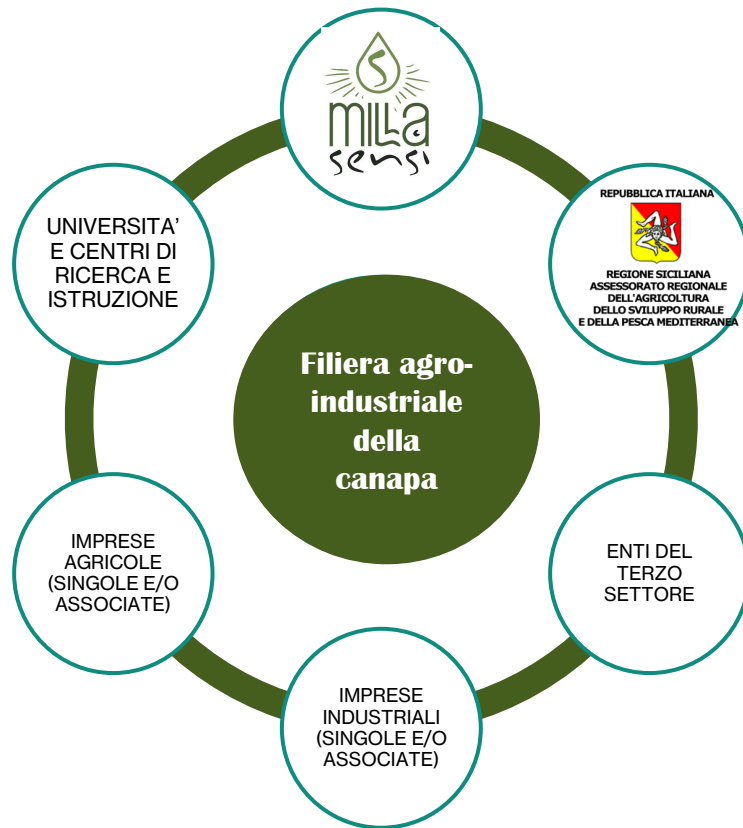 S
MILLA
sensi
REPUBBLICA ITALIANA
REGIONE SICILIANA
ASSESSORATO REGIONALE
DELL'AGRICOLTURA
DELLO SVILUPPO RURALE
E DELLA PESCA MEDITERRANEA
UNIVERSITA'
E CENTRI DI
RICERCA E
ISTRUZIONE
Filiera agro-
industriale
della
canapa
IMPRESE
AGRICOLE
(SINGOLE E/O
ASSOCIATE)
ENTI DEL
TERZO
SETTORE
IMPRESE
INDUSTRIALI
(SINGOLE E/O
ASSOCIATE)